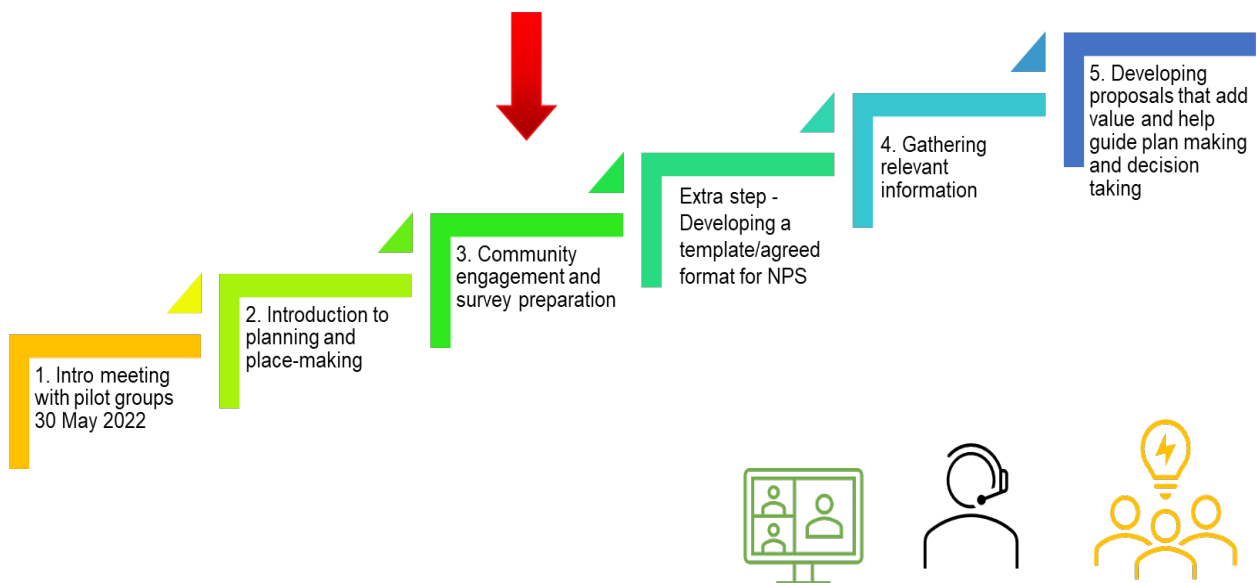 1. Intro meeting
with pilot groups
30 May 2022
2. Introduction to
planning and
place-making
3. Community
engagement and
survey preparation
Extra step -
Developing a
template/agreed
format for NPS
4. Gathering
relevant
information
5. Developing
proposals that add
value and help
guide plan making
and decision
taking